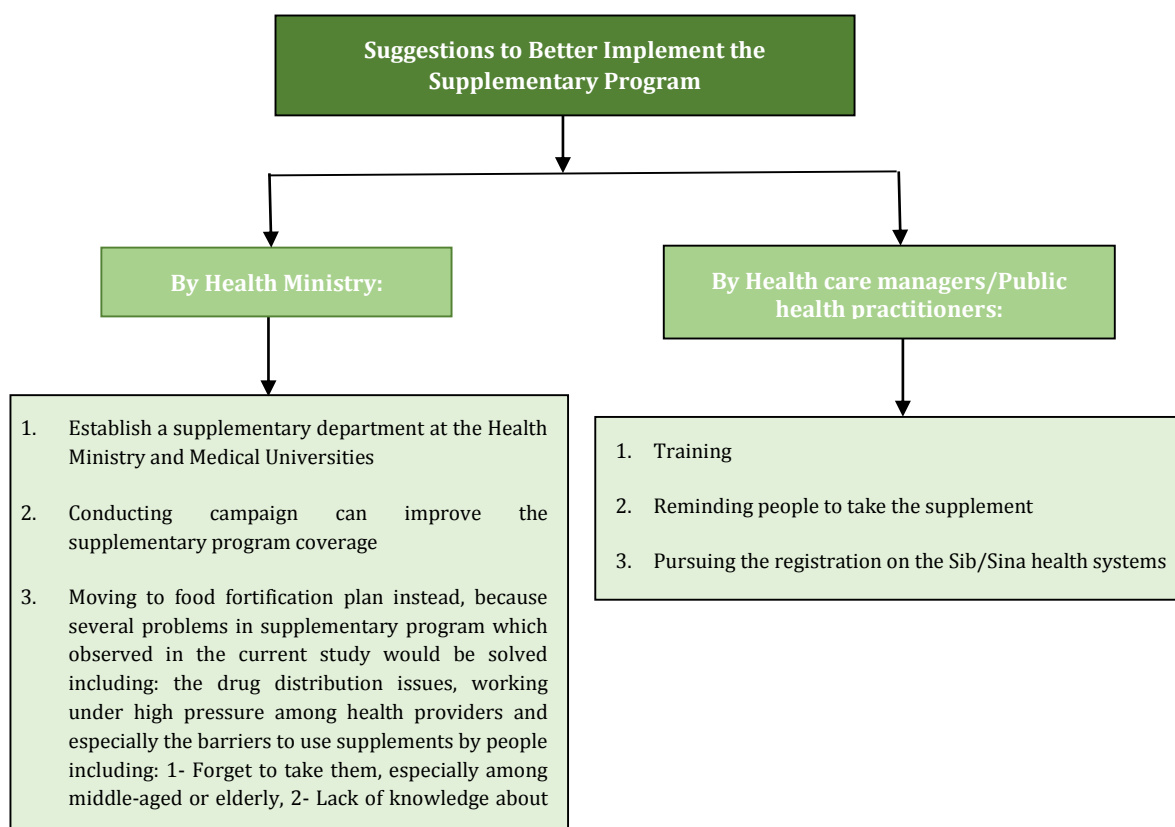 Suggestions to Better Implement the
Supplementary Program
By Health Ministry:
By Health care managers/Public
health practitioners:
1. Establish a supplementary department at the Health
Ministry and Medical Universities
2. Conducting campaign can improve the
supplementary program coverage
3. Moving to food fortification plan instead, because
several problems in supplementary program which
observed in the current study would be solved
including: the drug distribution issues, working
under high pressure among health providers and
especially the barriers to use supplements by people
including: 1- Forget to take them, especially among
middle-aged or elderly, 2- Lack of knowledge about
1. Training
2. Reminding people to take the supplement
3. Pursuing the registration on the Sib/Sina health systems